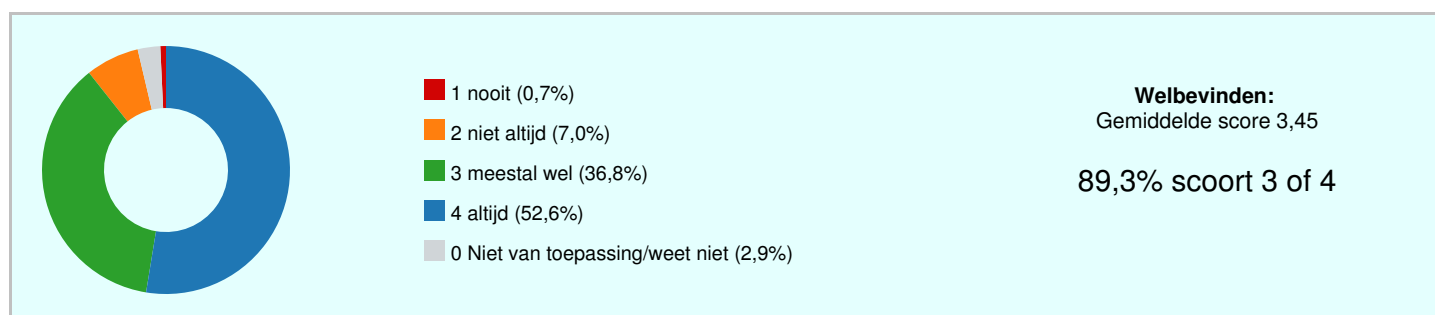 1 nooit (0,7%)
2 niet altijd (7,0%)
3 meestal wel (36,8%)
4 altijd (52,6%)
0 Niet van toepassing/weet niet (2,9%)
Welbevinden:
Gemiddelde score 3,45
89,3% scoort 3 of 4